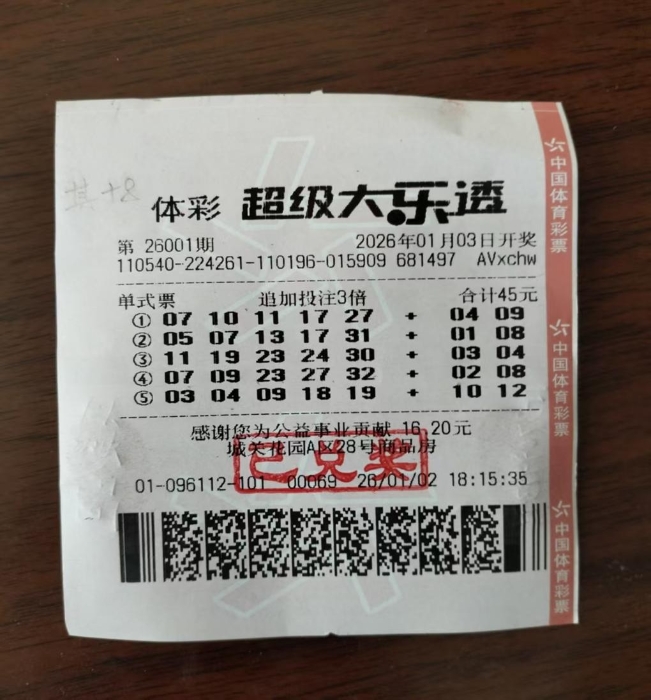 体彩 超级大乐透
第 26001期 2026年01月03日开奖
110540-224261-110196-015909 681497 AVxchw
单式票 追加投注3倍 合计45元
① 07 10 11 17 27 + 04 09
② 05 07 13 17 31 + 01 08
③ 11 19 23 24 30 + 03 04
④ 07 09 23 27 32 + 02 08
⑤ 03 04 09 18 19 + 10 12
感谢您为公益事业贡献 16.20元
城关花园A区28号商品房
已兑奖
01-096112-101 00069 26/01/02 18:15:35
中国体育彩票
中国体育彩票
中国体育彩票